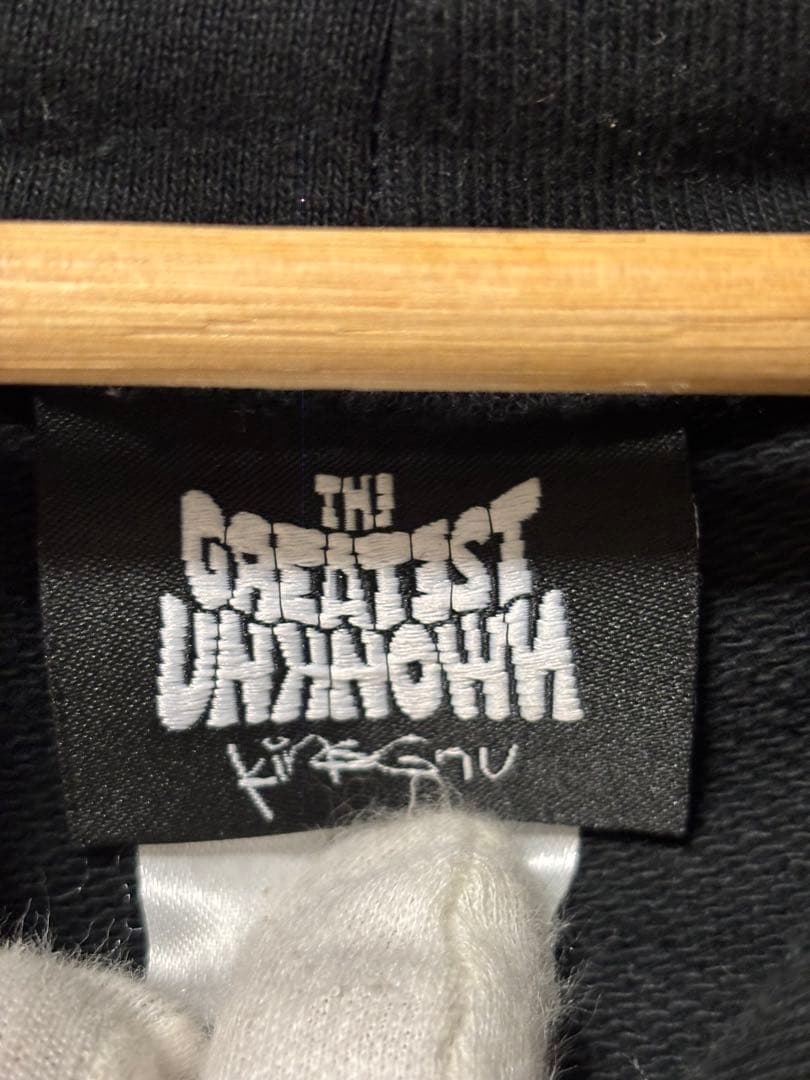 THE
GREATEST
UNKNOWN
King Gnu